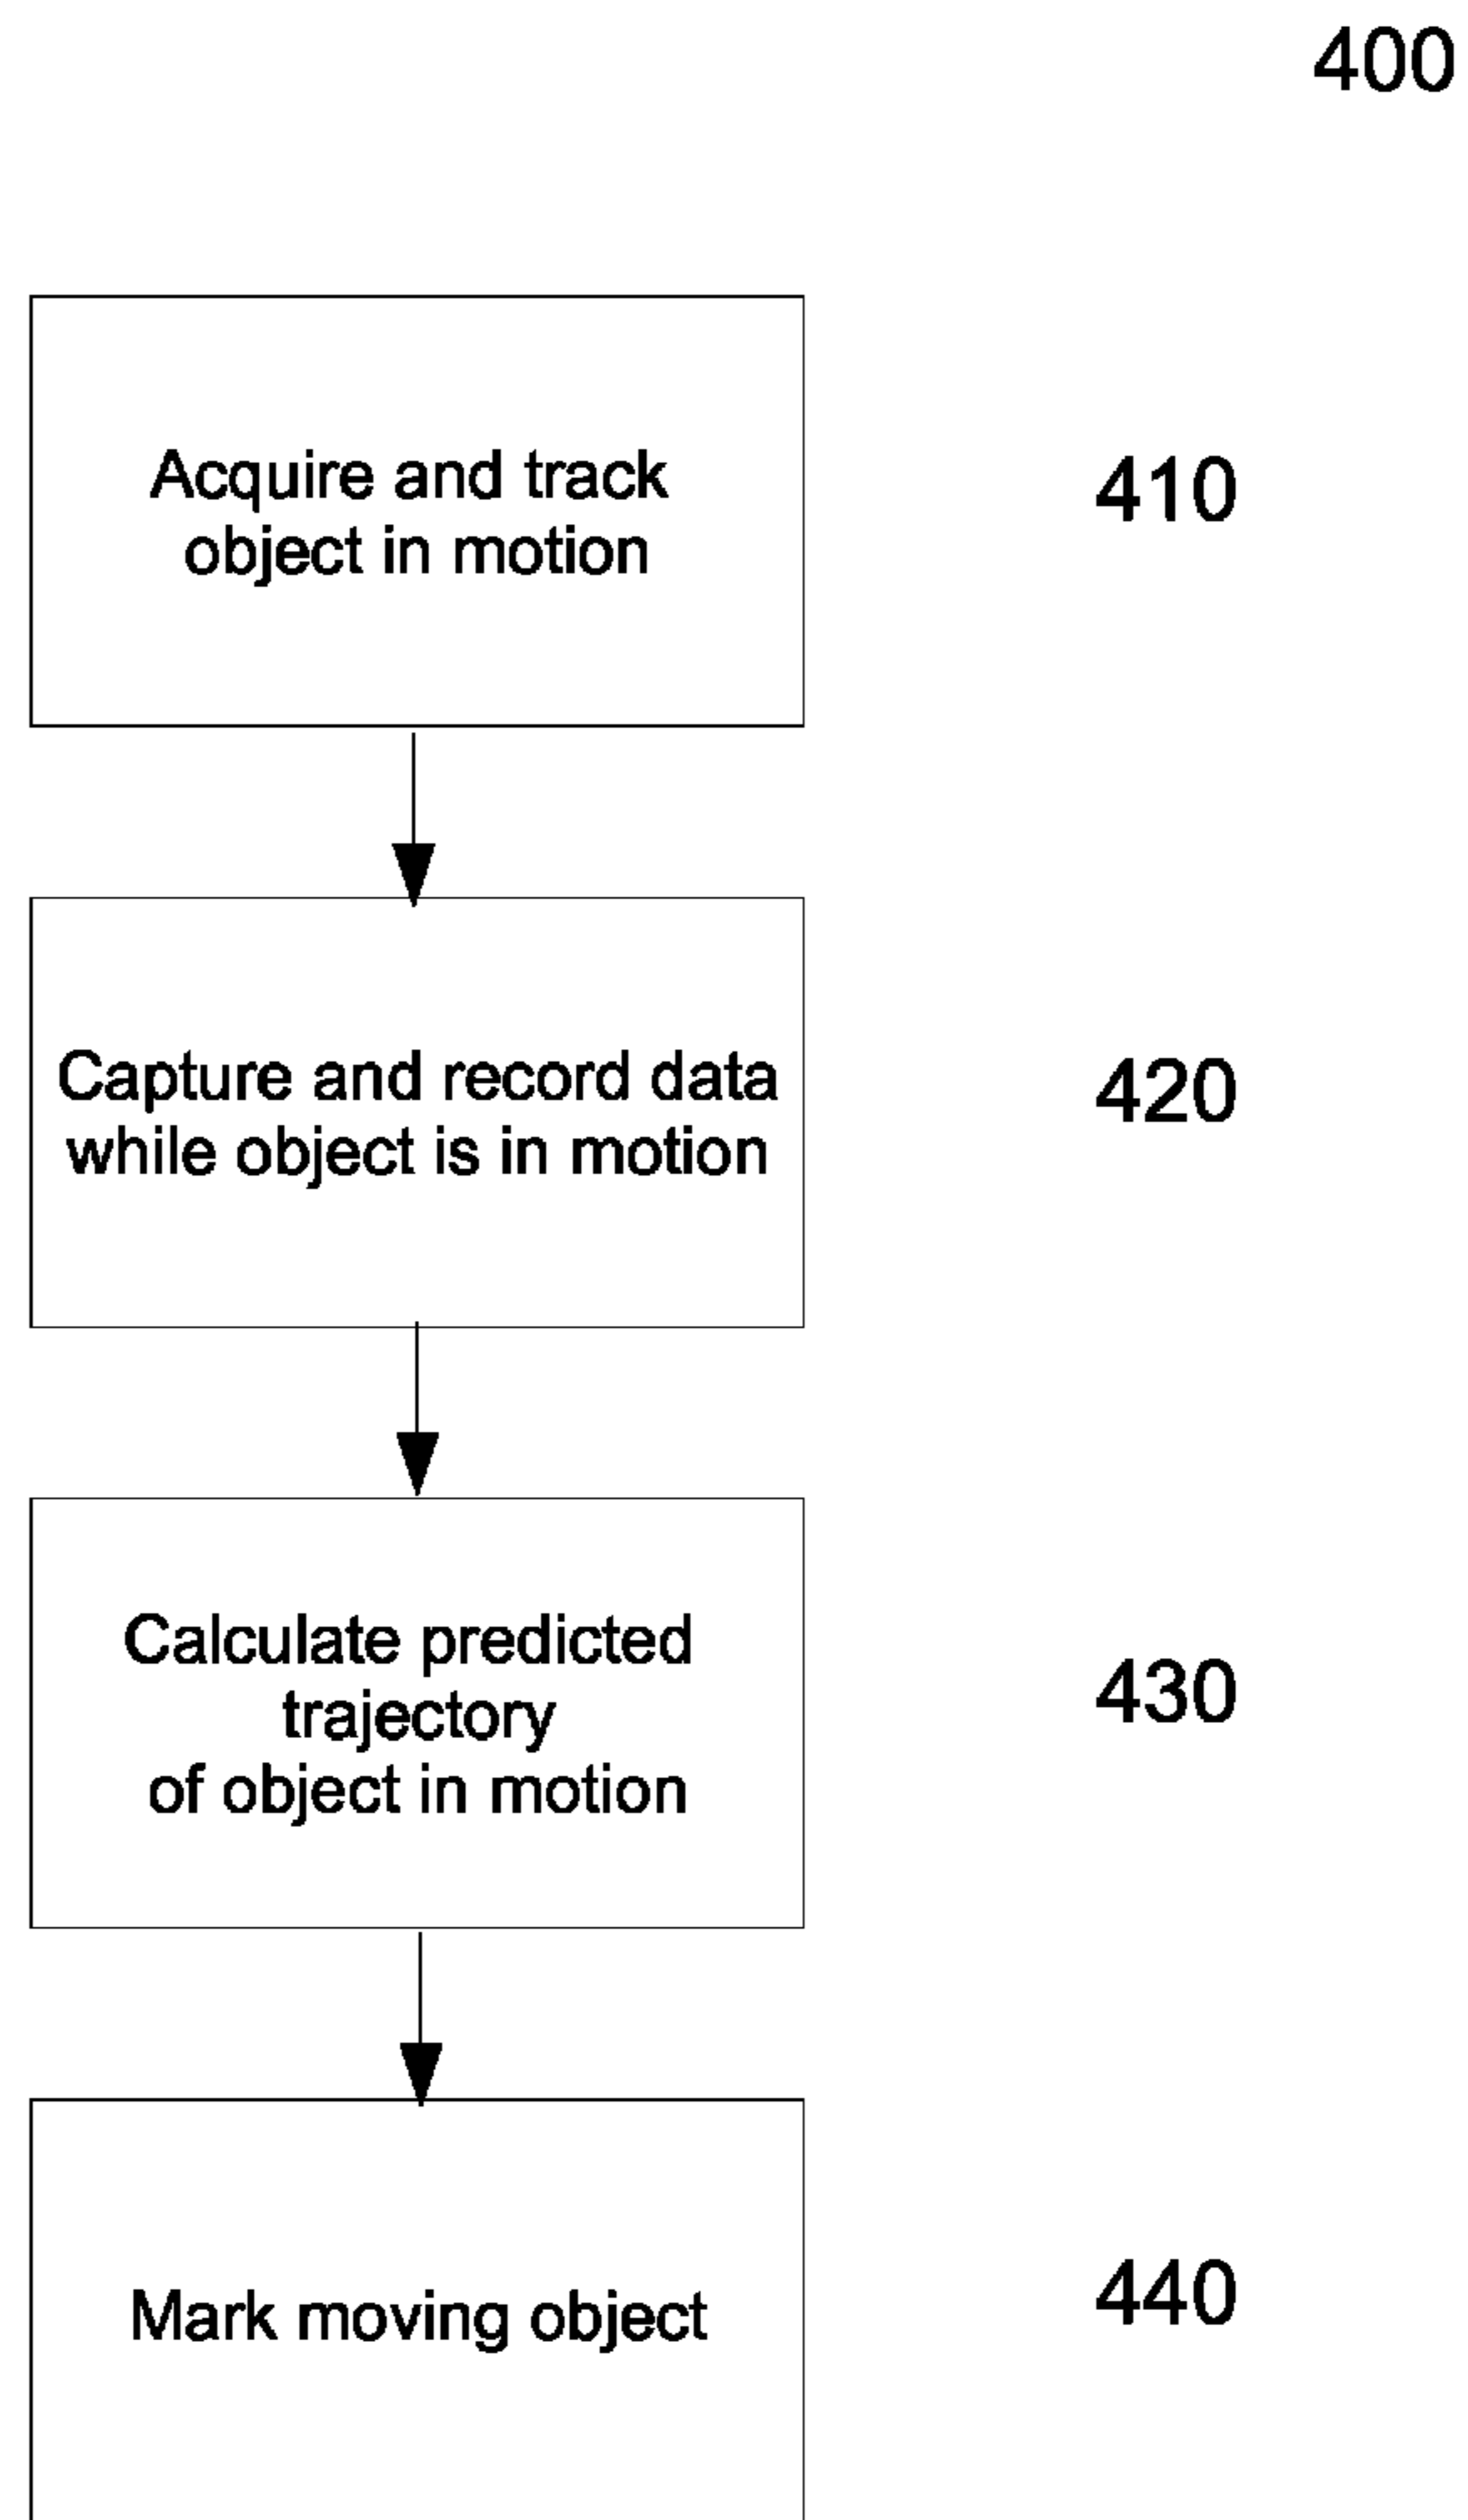 400
Acquire and track
object in motion
410
Capture and record data
while object is in motion
420
Calculate predicted
trajectory
of object in motion
430
Mark moving object
440